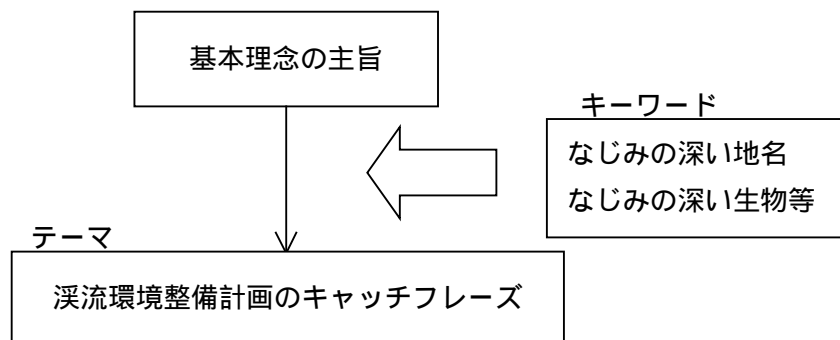 基本理念の主旨
キーワード
なじみの深い地名
なじみの深い生物等
テーマ
渓流環境整備計画のキャッチフレーズ